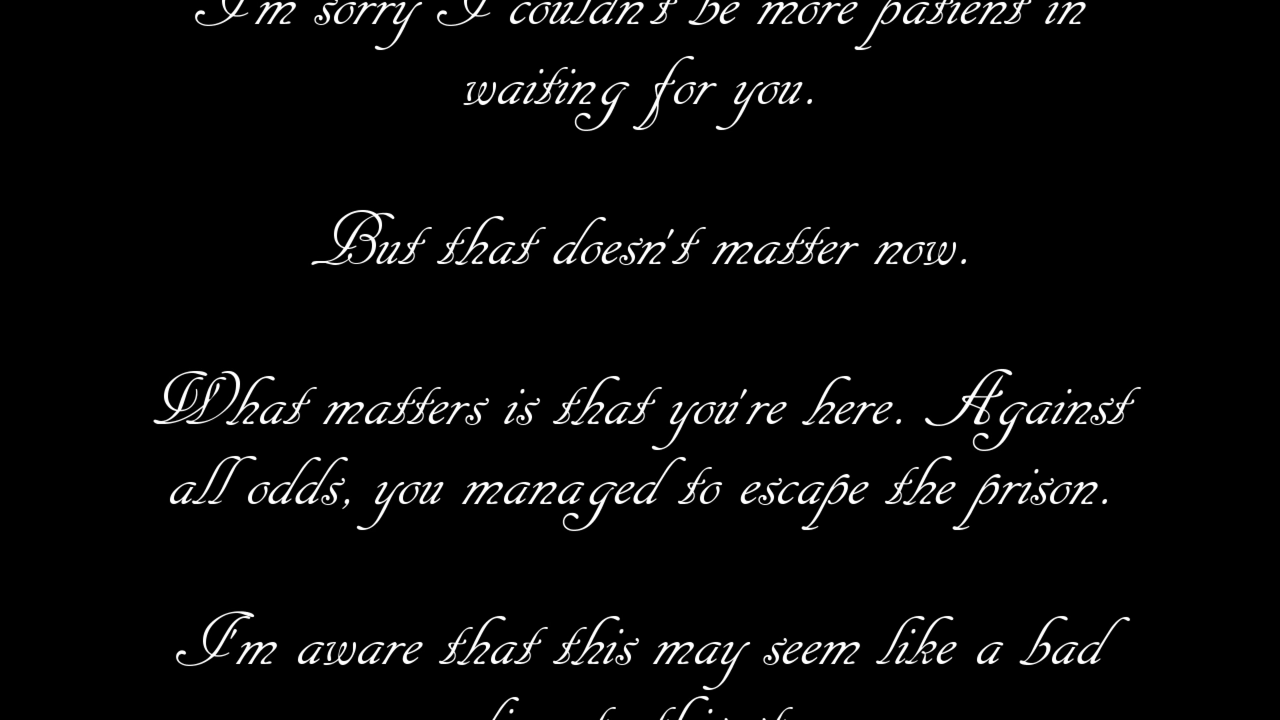 I'm sorry I couldn't be more patient in
waiting for you.
But that doesn't matter now.
What matters is that you're here. Against
all odds, you managed to escape the prison.
I'm aware that this may seem like a bad